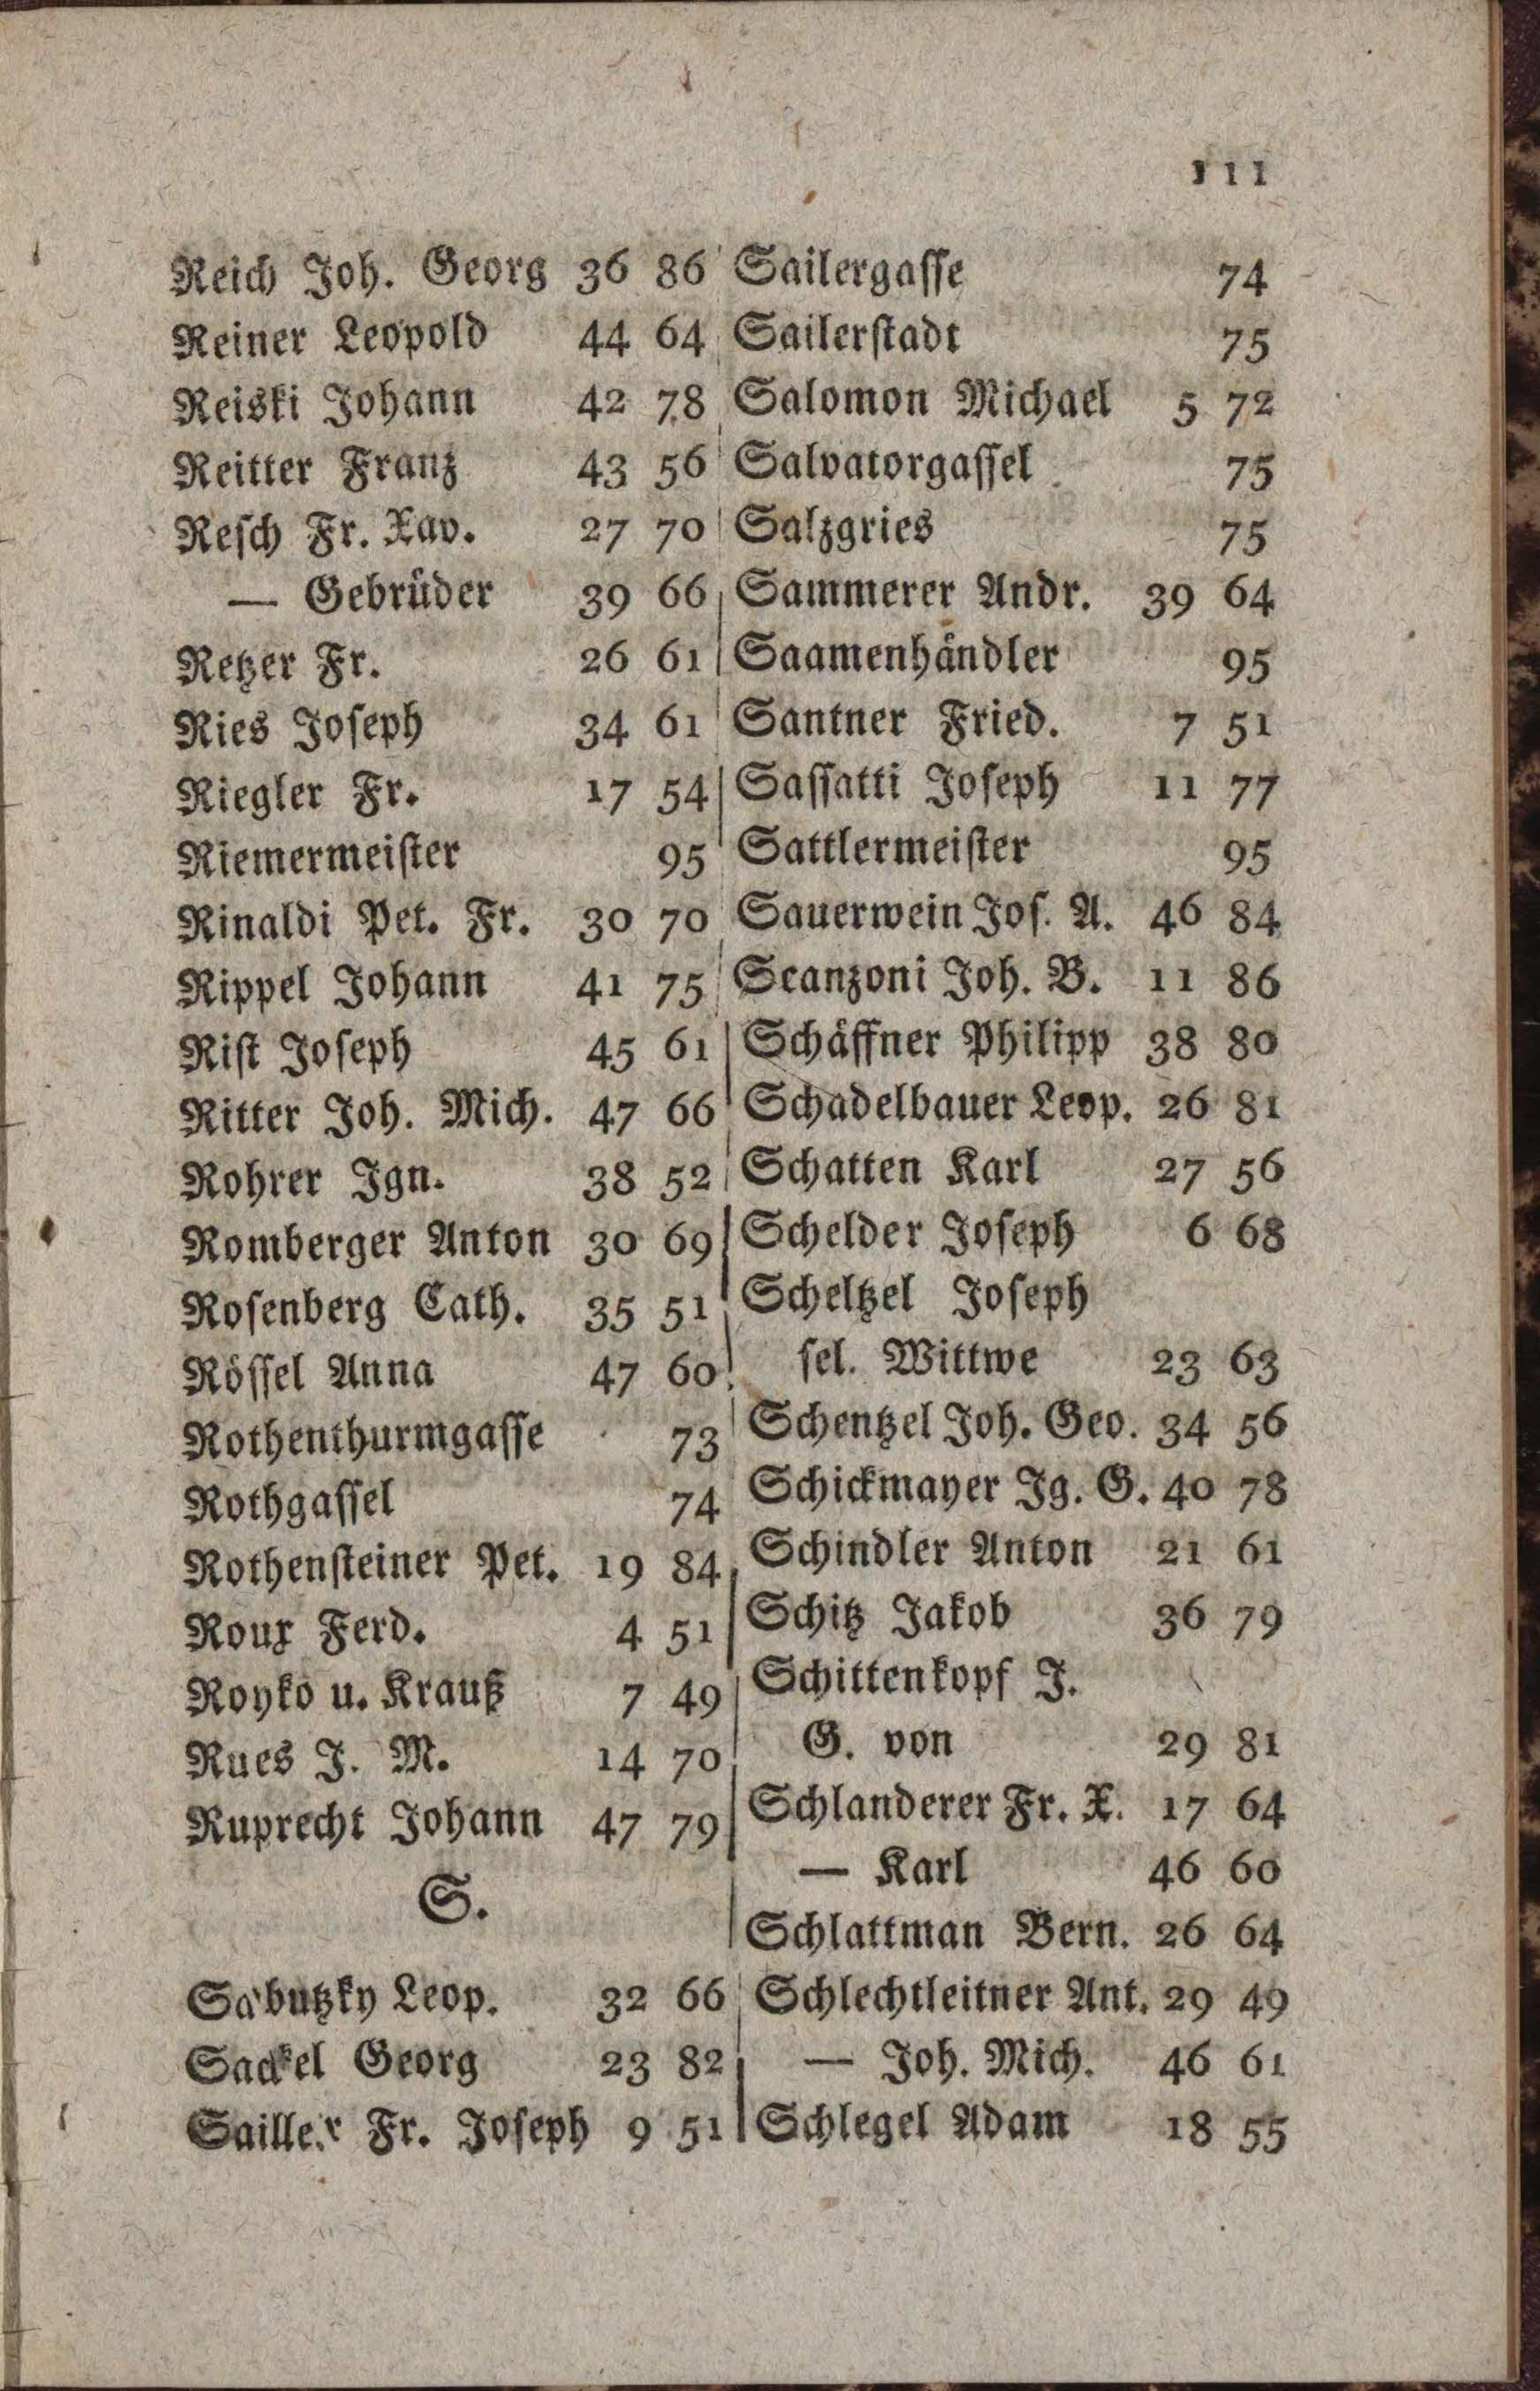 111
Reich Joh. Georg 36 86
Reiner Leopold 44 64
Reiski Johann 42 78
Reitter Franz 43 56
Resch Fr. Xav. 27 70
— Gebrüder 39 66
Retzer Fr. 26 61
Ries Joseph 34 61
Riegler Fr. 17 54
Riemermeister 95
Rinaldi Pet. Fr. 30 70
Rippel Johann 41 75
Rist Joseph 45 61
Ritter Joh. Mich. 47 66
Rohrer Ign. 38 52
Romberger Anton 30 69
Rosenberg Cath. 35 51
Rössel Anna 47 60
Rothenthurmgasse 73
Rothgassel 74
Rothensteiner Pet. 19 84
Roux Ferd. 4 51
Royko u. Krauß 7 49
Rues J. M. 14 70
Ruprecht Johann 47 79
S.
Sabutzky Leop. 32 66
Sackel Georg 23 82
Sailler Fr. Joseph 9 51
Sailergasse 74
Sailerstadt 75
Salomon Michael 5 72
Salvatorgassel 75
Salzgries 75
Sammerer Andr. 39 64
Saamenhändler 95
Santner Fried. 7 51
Sassatti Joseph 11 77
Sattlermeister 95
Sauerwein Jos. A. 46 84
Scanzoni Joh. B. 11 86
Schäffner Philipp 38 80
Schadelbauer Leop. 26 81
Schatten Karl 27 56
Schelder Joseph 6 68
Scheltzel Joseph
sel. Wittwe 23 63
Schentzel Joh. Geo. 34 56
Schickmayer Ig. G. 40 78
Schindler Anton 21 61
Schitz Jakob 36 79
Schittenkopf J.
G. von 29 81
Schlanderer Fr. X. 17 64
— Karl 46 60
Schlattman Bern. 26 64
Schlechtleitner Ant. 29 49
— Joh. Mich. 46 61
Schlegel Adam 18 55